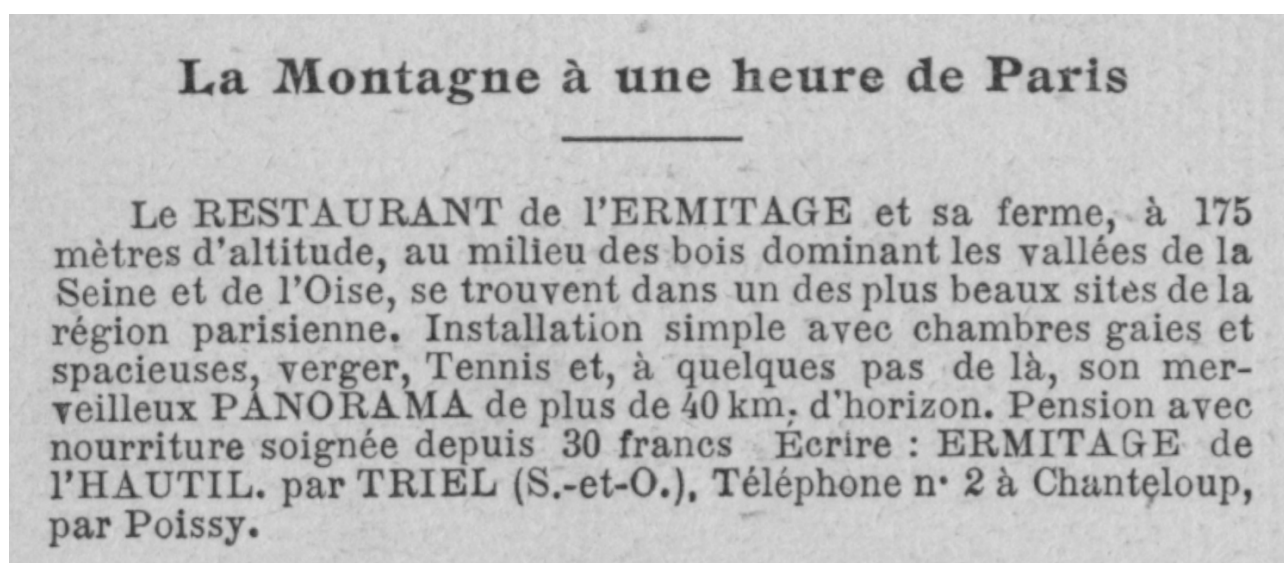 La Montagne à une heure de Paris
Le RESTAURANT de l'ERMITAGE et sa ferme, à 175
mètres d'altitude, au milieu des bois dominant les vallées de la
Seine et de l'Oise, se trouvent dans un des plus beaux sites de la
région parisienne. Installation simple avec chambres gaies et
spacieuses, verger, Tennis et, à quelques pas de là, son mer-
veilleux PANORAMA de plus de 40 km. d'horizon. Pension avec
nourriture soignée depuis 30 francs Écrire : ERMITAGE de
l'HAUTIL. par TRIEL (S.-et-O.), Téléphone n· 2 à Chanteloup,
par Poissy.